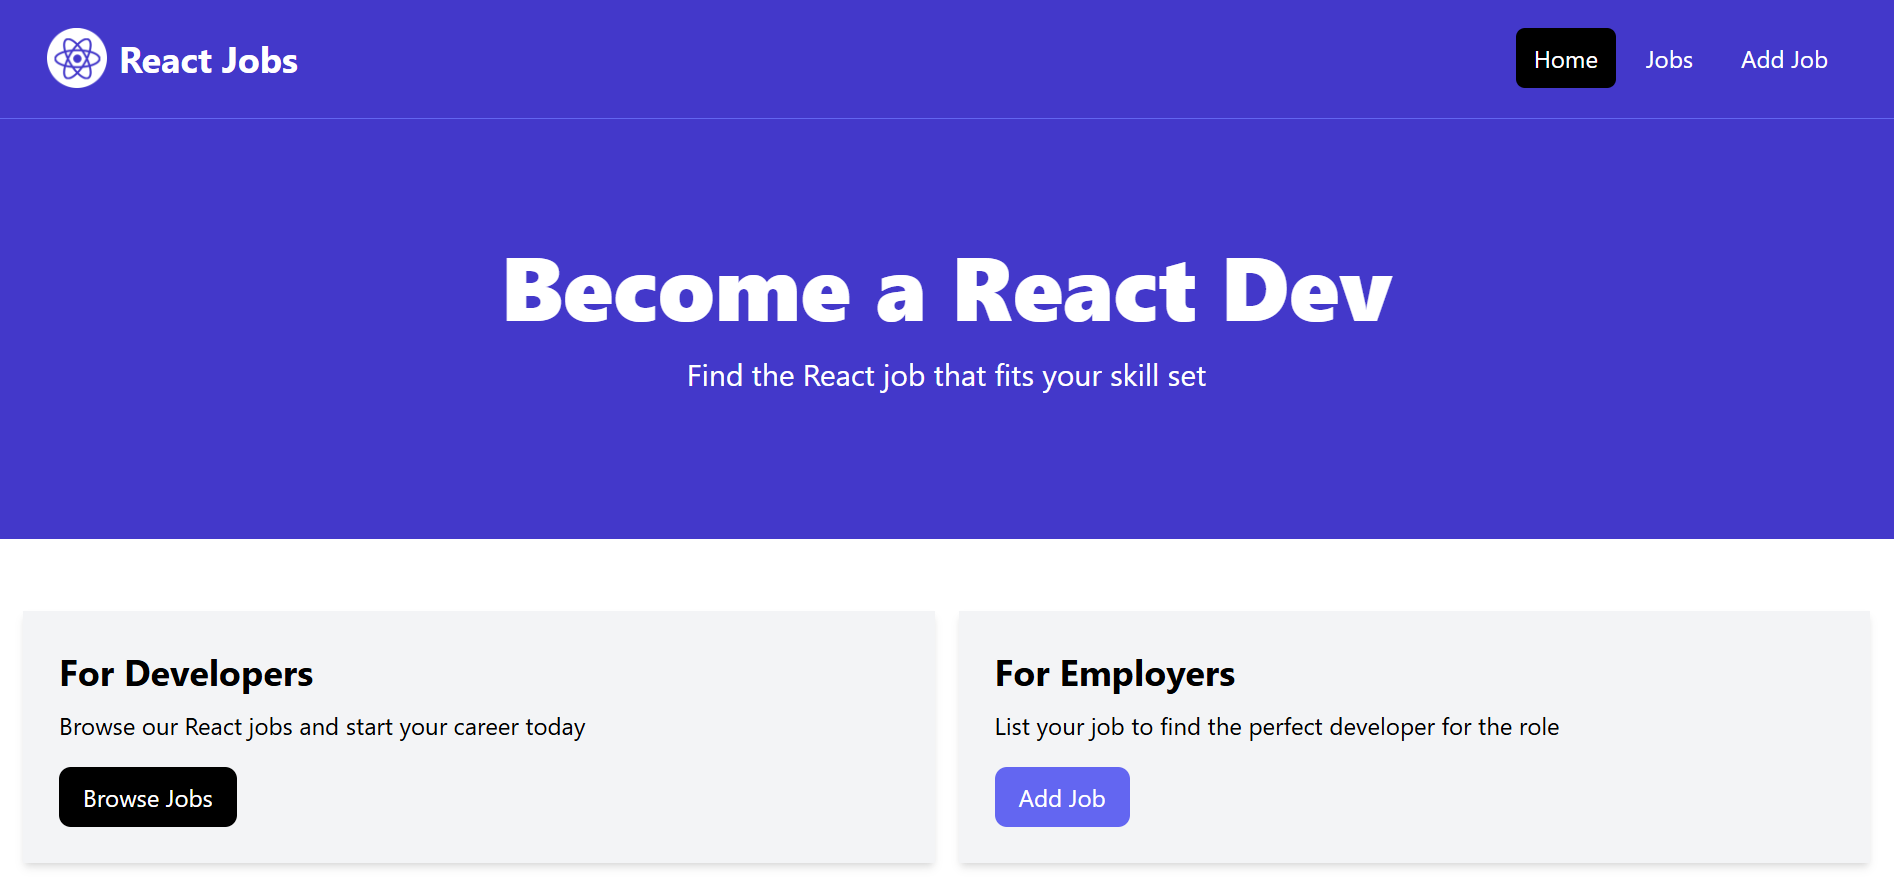 React Jobs
Home Jobs Add Job
Become a React Dev
Find the React job that fits your skill set
For Developers
Browse our React jobs and start your career today
Browse Jobs
For Employers
List your job to find the perfect developer for the role
Add Job